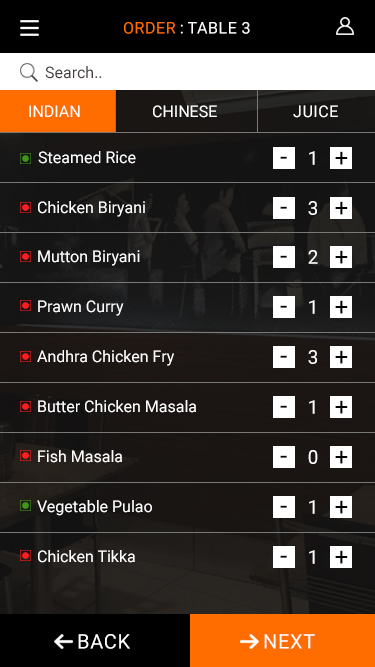 ORDER : TABLE 3
Search..
INDIAN CHINESE JUICE
Steamed Rice - 1 +
Chicken Biryani - 3 +
Mutton Biryani - 2 +
Prawn Curry - 1 +
Andhra Chicken Fry - 3 +
Butter Chicken Masala - 1 +
Fish Masala - 0 +
Vegetable Pulao - 1 +
Chicken Tikka - 1 +
BACK NEXT